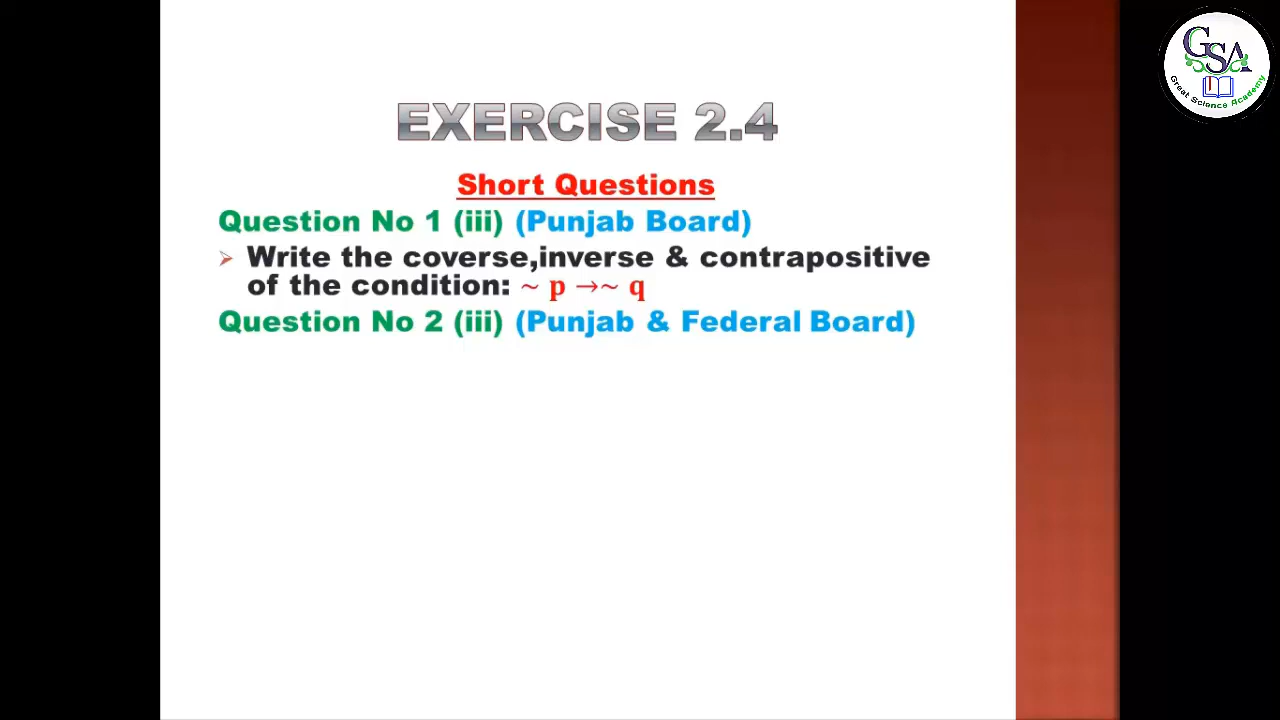 GSA
Great Science Academy
EXERCISE 2.4
Short Questions
Question No 1 (iii) (Punjab Board)
➢ Write the coverse,inverse & contrapositive
of the condition: ~ p →~ q
Question No 2 (iii) (Punjab & Federal Board)